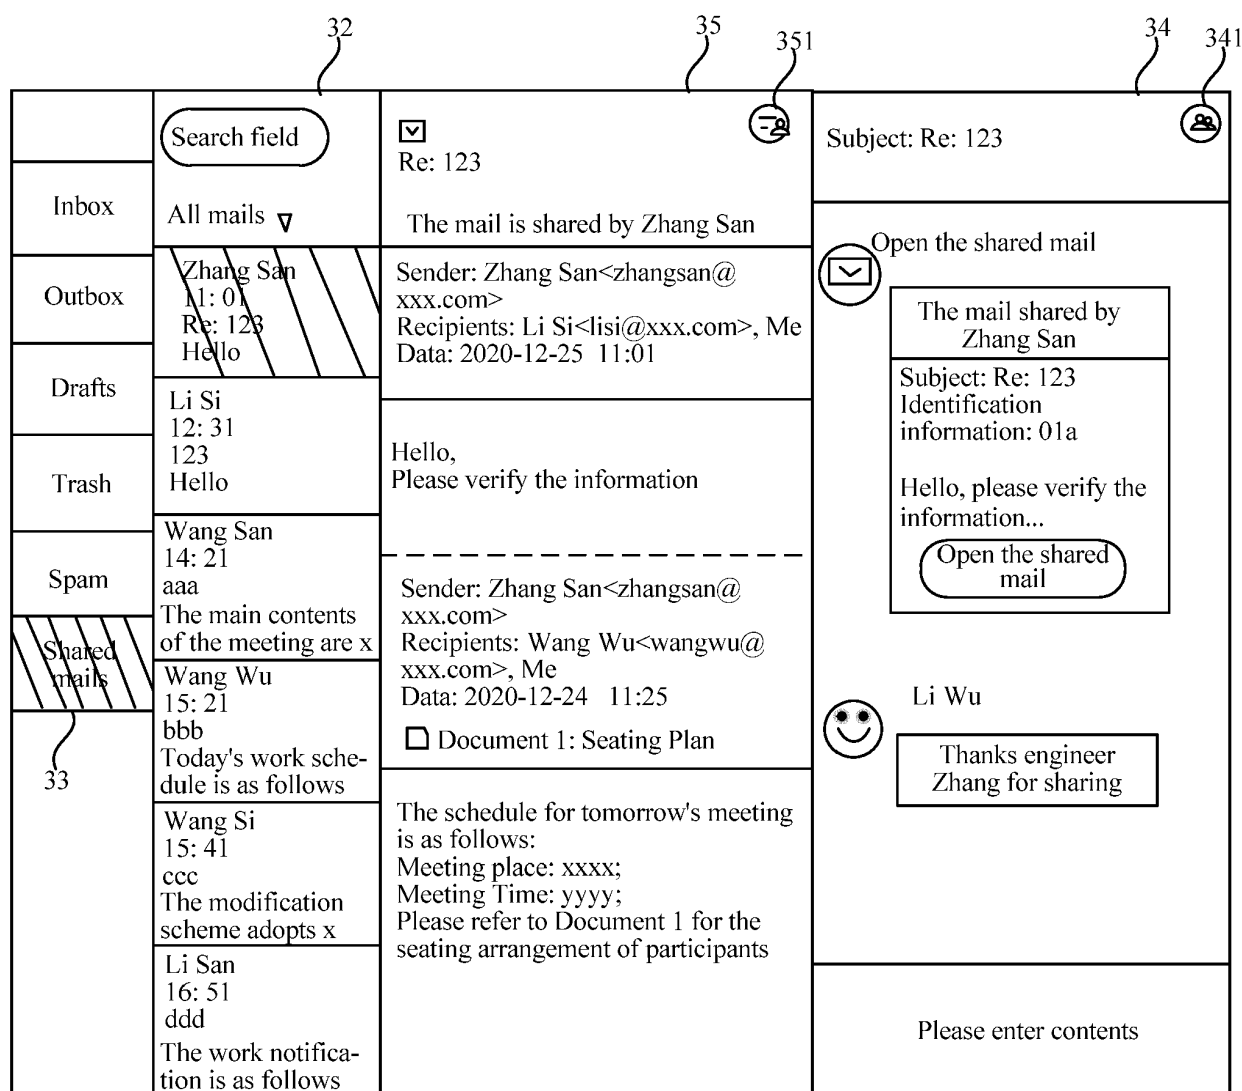 32
35
351
34
341
Inbox
Outbox
Drafts
Trash
Spam
Shared
mails
33
Search field
All mails
Zhang San
11: 01
Re: 123
Hello
Li Si
12: 31
123
Hello
Wang San
14: 21
aaa
The main contents
of the meeting are x
Wang Wu
15: 21
bbb
Today's work sche-
dule is as follows
Wang Si
15: 41
ccc
The modification
scheme adopts x
Li San
16: 51
ddd
The work notifica-
tion is as follows
Re: 123
The mail is shared by Zhang San
Sender: Zhang San<zhangsan@
xxx.com>
Recipients: Li Si<lisi@xxx.com>, Me
Data: 2020-12-25 11:01
Hello,
Please verify the information
Sender: Zhang San<zhangsan@
xxx.com>
Recipients: Wang Wu<wangwu@
xxx.com>, Me
Data: 2020-12-24 11:25
Document 1: Seating Plan
The schedule for tomorrow's meeting
is as follows:
Meeting place: xxxx;
Meeting Time: yyyy;
Please refer to Document 1 for the
seating arrangement of participants
Subject: Re: 123
Open the shared mail
The mail shared by
Zhang San
Subject: Re: 123
Identification
information: 01a
Hello, please verify the
information...
Open the shared
mail
Li Wu
Thanks engineer
Zhang for sharing
Please enter contents